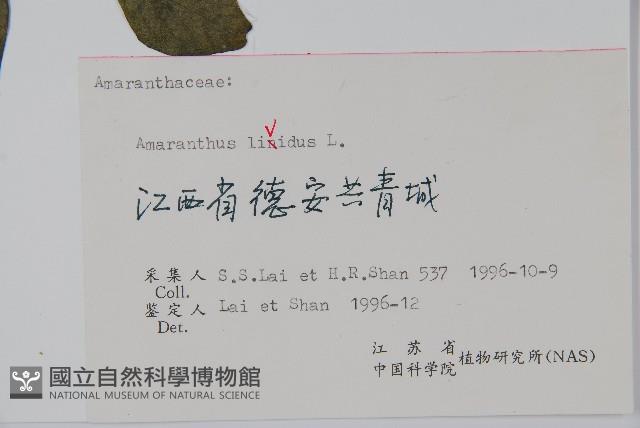 Amaranthaceae:
Amaranthus linidus L.
v
江西省德安共青城
采集人 S.S.Lai et H.R.Shan 537 1996-10-9
Coll.
鉴定人 Lai et Shan 1996-12
Det.
江苏省
中国科学院植物研究所(NAS)
國立自然科學博物館
NATIONAL MUSEUM OF NATURAL SCIENCE